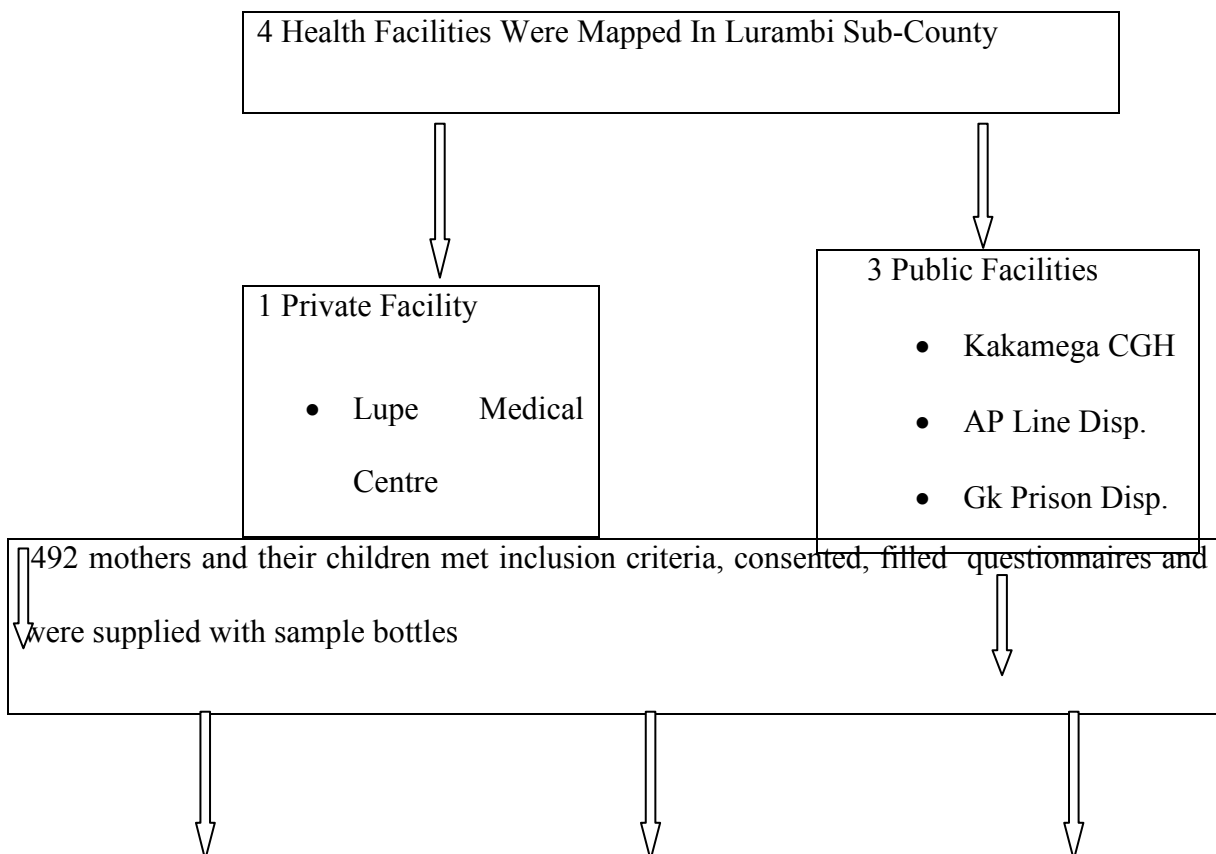 4 Health Facilities Were Mapped In Lurambi Sub-County
1 Private Facility
• Lupe Medical
Centre
3 Public Facilities
• Kakamega CGH
• AP Line Disp.
• Gk Prison Disp.
492 mothers and their children met inclusion criteria, consented, filled questionnaires and
were supplied with sample bottles